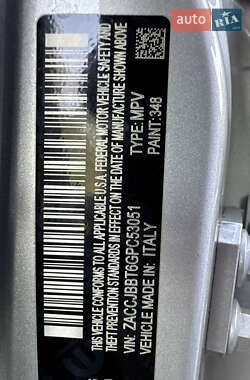 RIA.com
THIS VEHICLE CONFORMS TO ALL APPLICABLE U.S.A. FEDERAL MOTOR VEHICLE SAFETY AND
THEFT PREVENTION STANDARDS IN EFFECT ON THE DATE OF MANUFACTURE SHOWN ABOVE
VIN: ZACCJBBT6GPC53051 TYPE: MPV
VEHICLE MADE IN: ITALY PAINT: 348